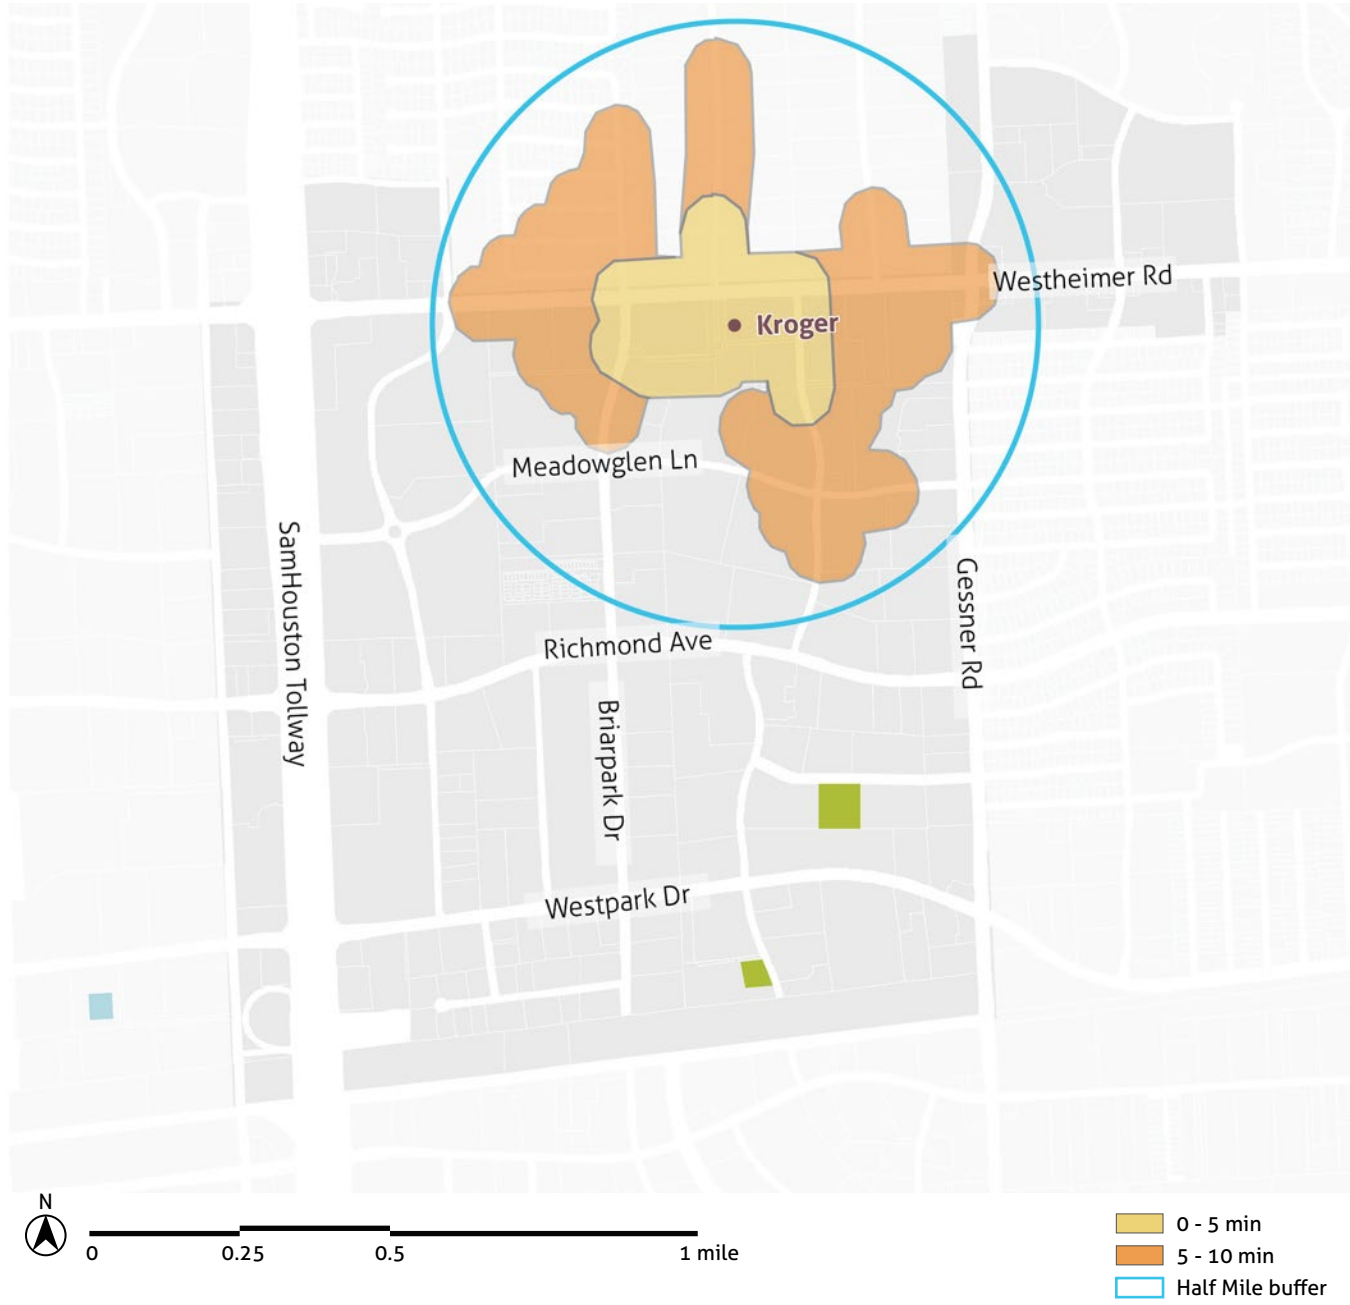 Westheimer Rd
Kroger
Meadowglen Ln
SamHouston Tollway
Gessner Rd
Richmond Ave
Briarpark Dr
Westpark Dr
N
0 0.25 0.5 1 mile
0 - 5 min
5 - 10 min
Half Mile buffer